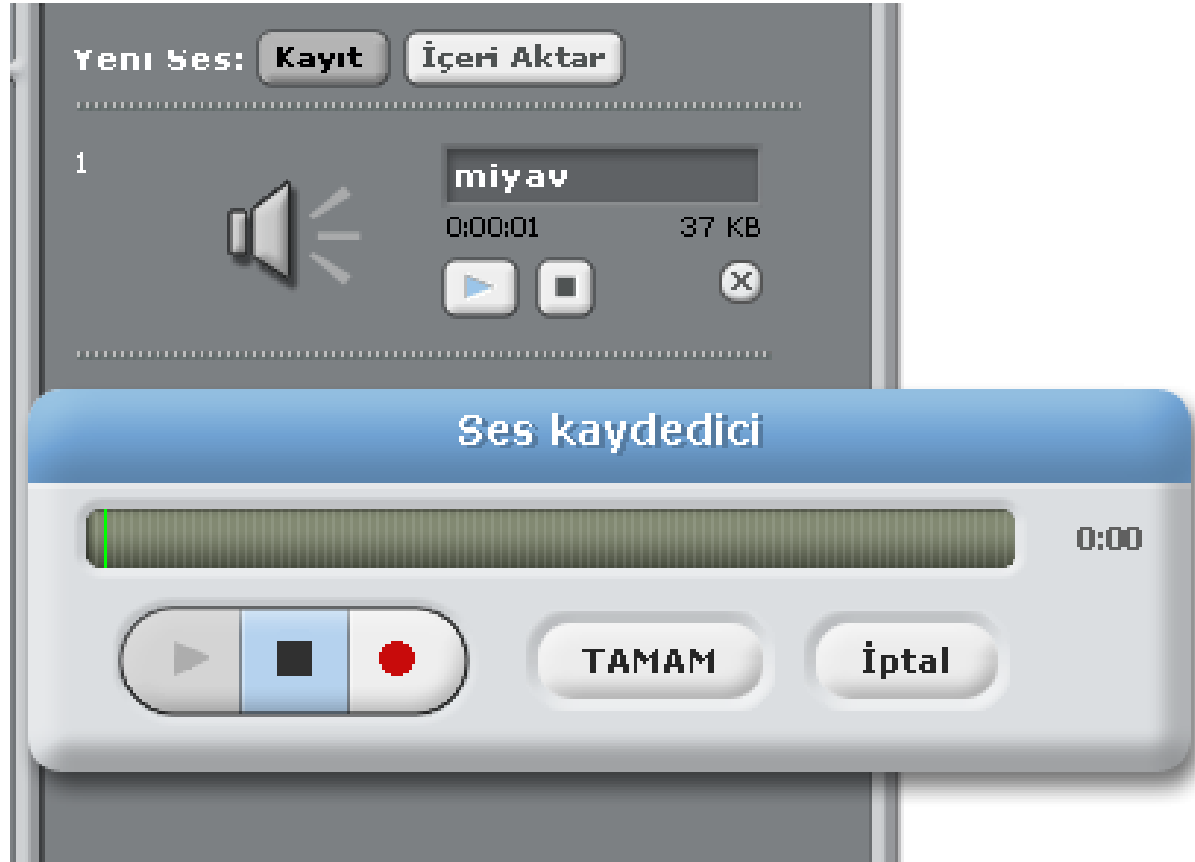 Yeni Ses: Kayıt İçeri Aktar
1
miyav
0:00:01 37 KB
Ses kaydedici
0:00
TAMAM İptal